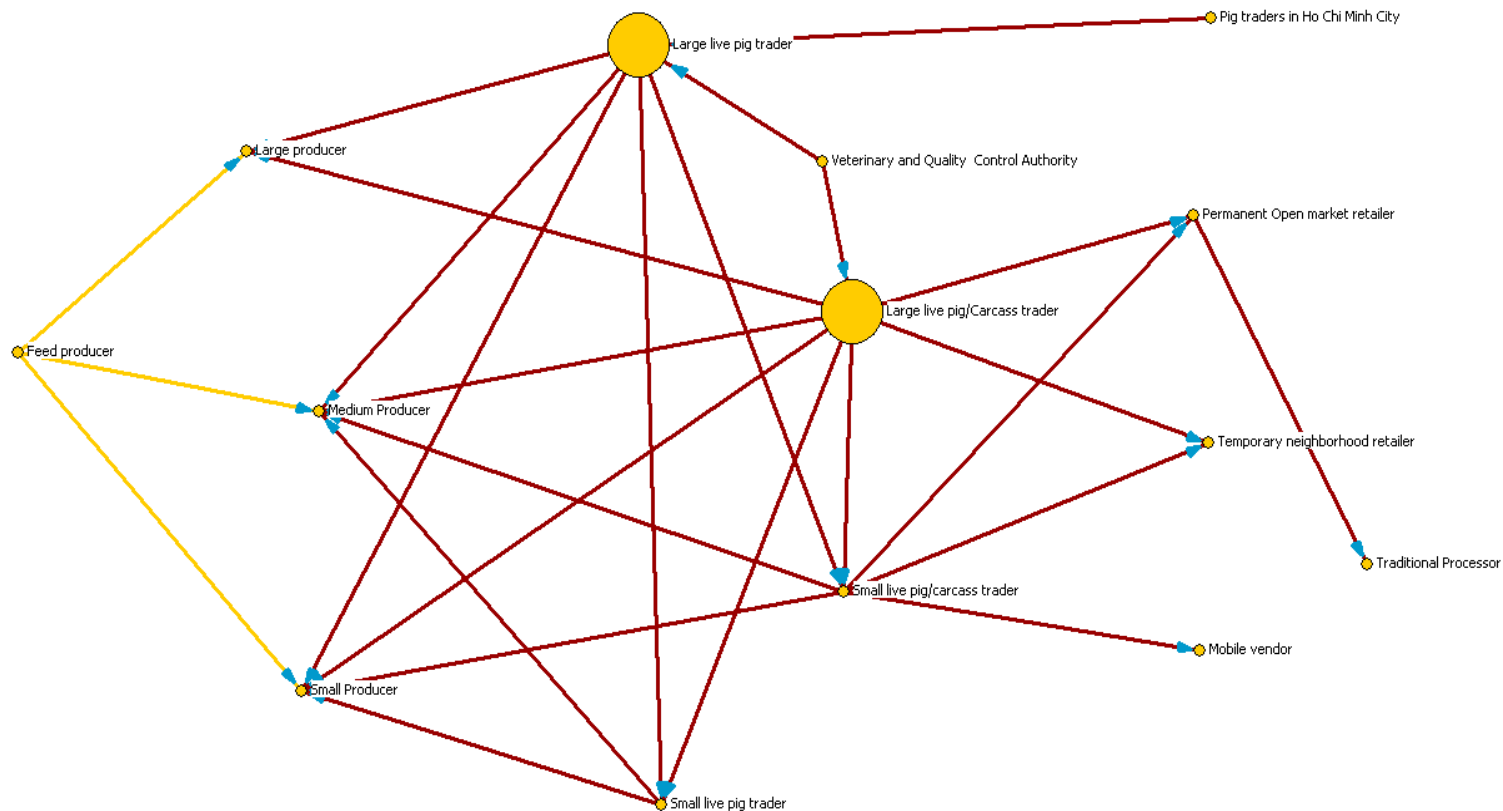 Pig traders in Ho Chi Minh City
Large live pig trader
Large producer
Veterinary and Quality  Control Authority
Permanent Open market retailer
Large live pig/Carcass trader
Feed producer
Medium Producer
Temporary neighborhood retailer
Traditional Processor
Small live pig/carcass trader
Mobile vendor
Small Producer
Small live pig trader